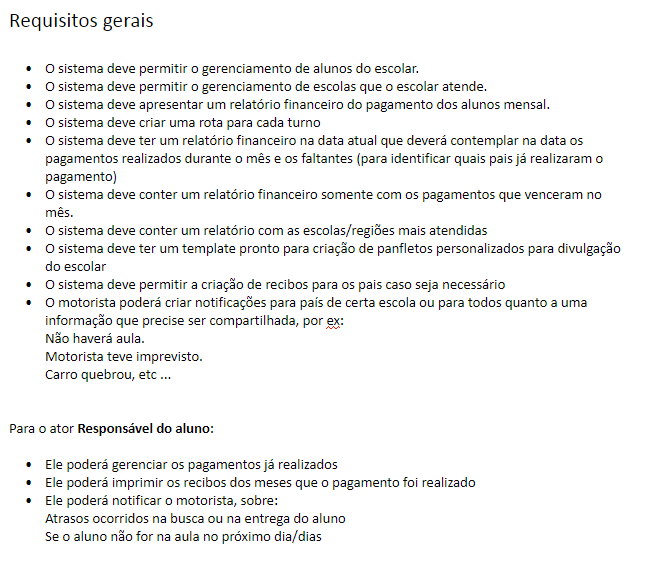 Requisitos gerais
• O sistema deve permitir o gerenciamento de alunos do escolar.
• O sistema deve permitir o gerenciamento de escolas que o escolar atende.
• O sistema deve apresentar um relatório financeiro do pagamento dos alunos mensal.
• O sistema deve criar uma rota para cada turno
• O sistema deve ter um relatório financeiro na data atual que deverá contemplar na data os
pagamentos realizados durante o mês e os faltantes (para identificar quais pais já realizaram o
pagamento)
• O sistema deve conter um relatório financeiro somente com os pagamentos que venceram no
mês.
• O sistema deve conter um relatório com as escolas/regiões mais atendidas
• O sistema deve ter um template pronto para criação de panfletos personalizados para divulgação
do escolar
• O sistema deve permitir a criação de recibos para os pais caso seja necessário
• O motorista poderá criar notificações para país de certa escola ou para todos quanto a uma
informação que precise ser compartilhada, por ex:
Não haverá aula.
Motorista teve imprevisto.
Carro quebrou, etc ...
Para o ator Responsável do aluno:
• Ele poderá gerenciar os pagamentos já realizados
• Ele poderá imprimir os recibos dos meses que o pagamento foi realizado
• Ele poderá notificar o motorista, sobre:
Atrasos ocorridos na busca ou na entrega do aluno
Se o aluno não for na aula no próximo dia/dias